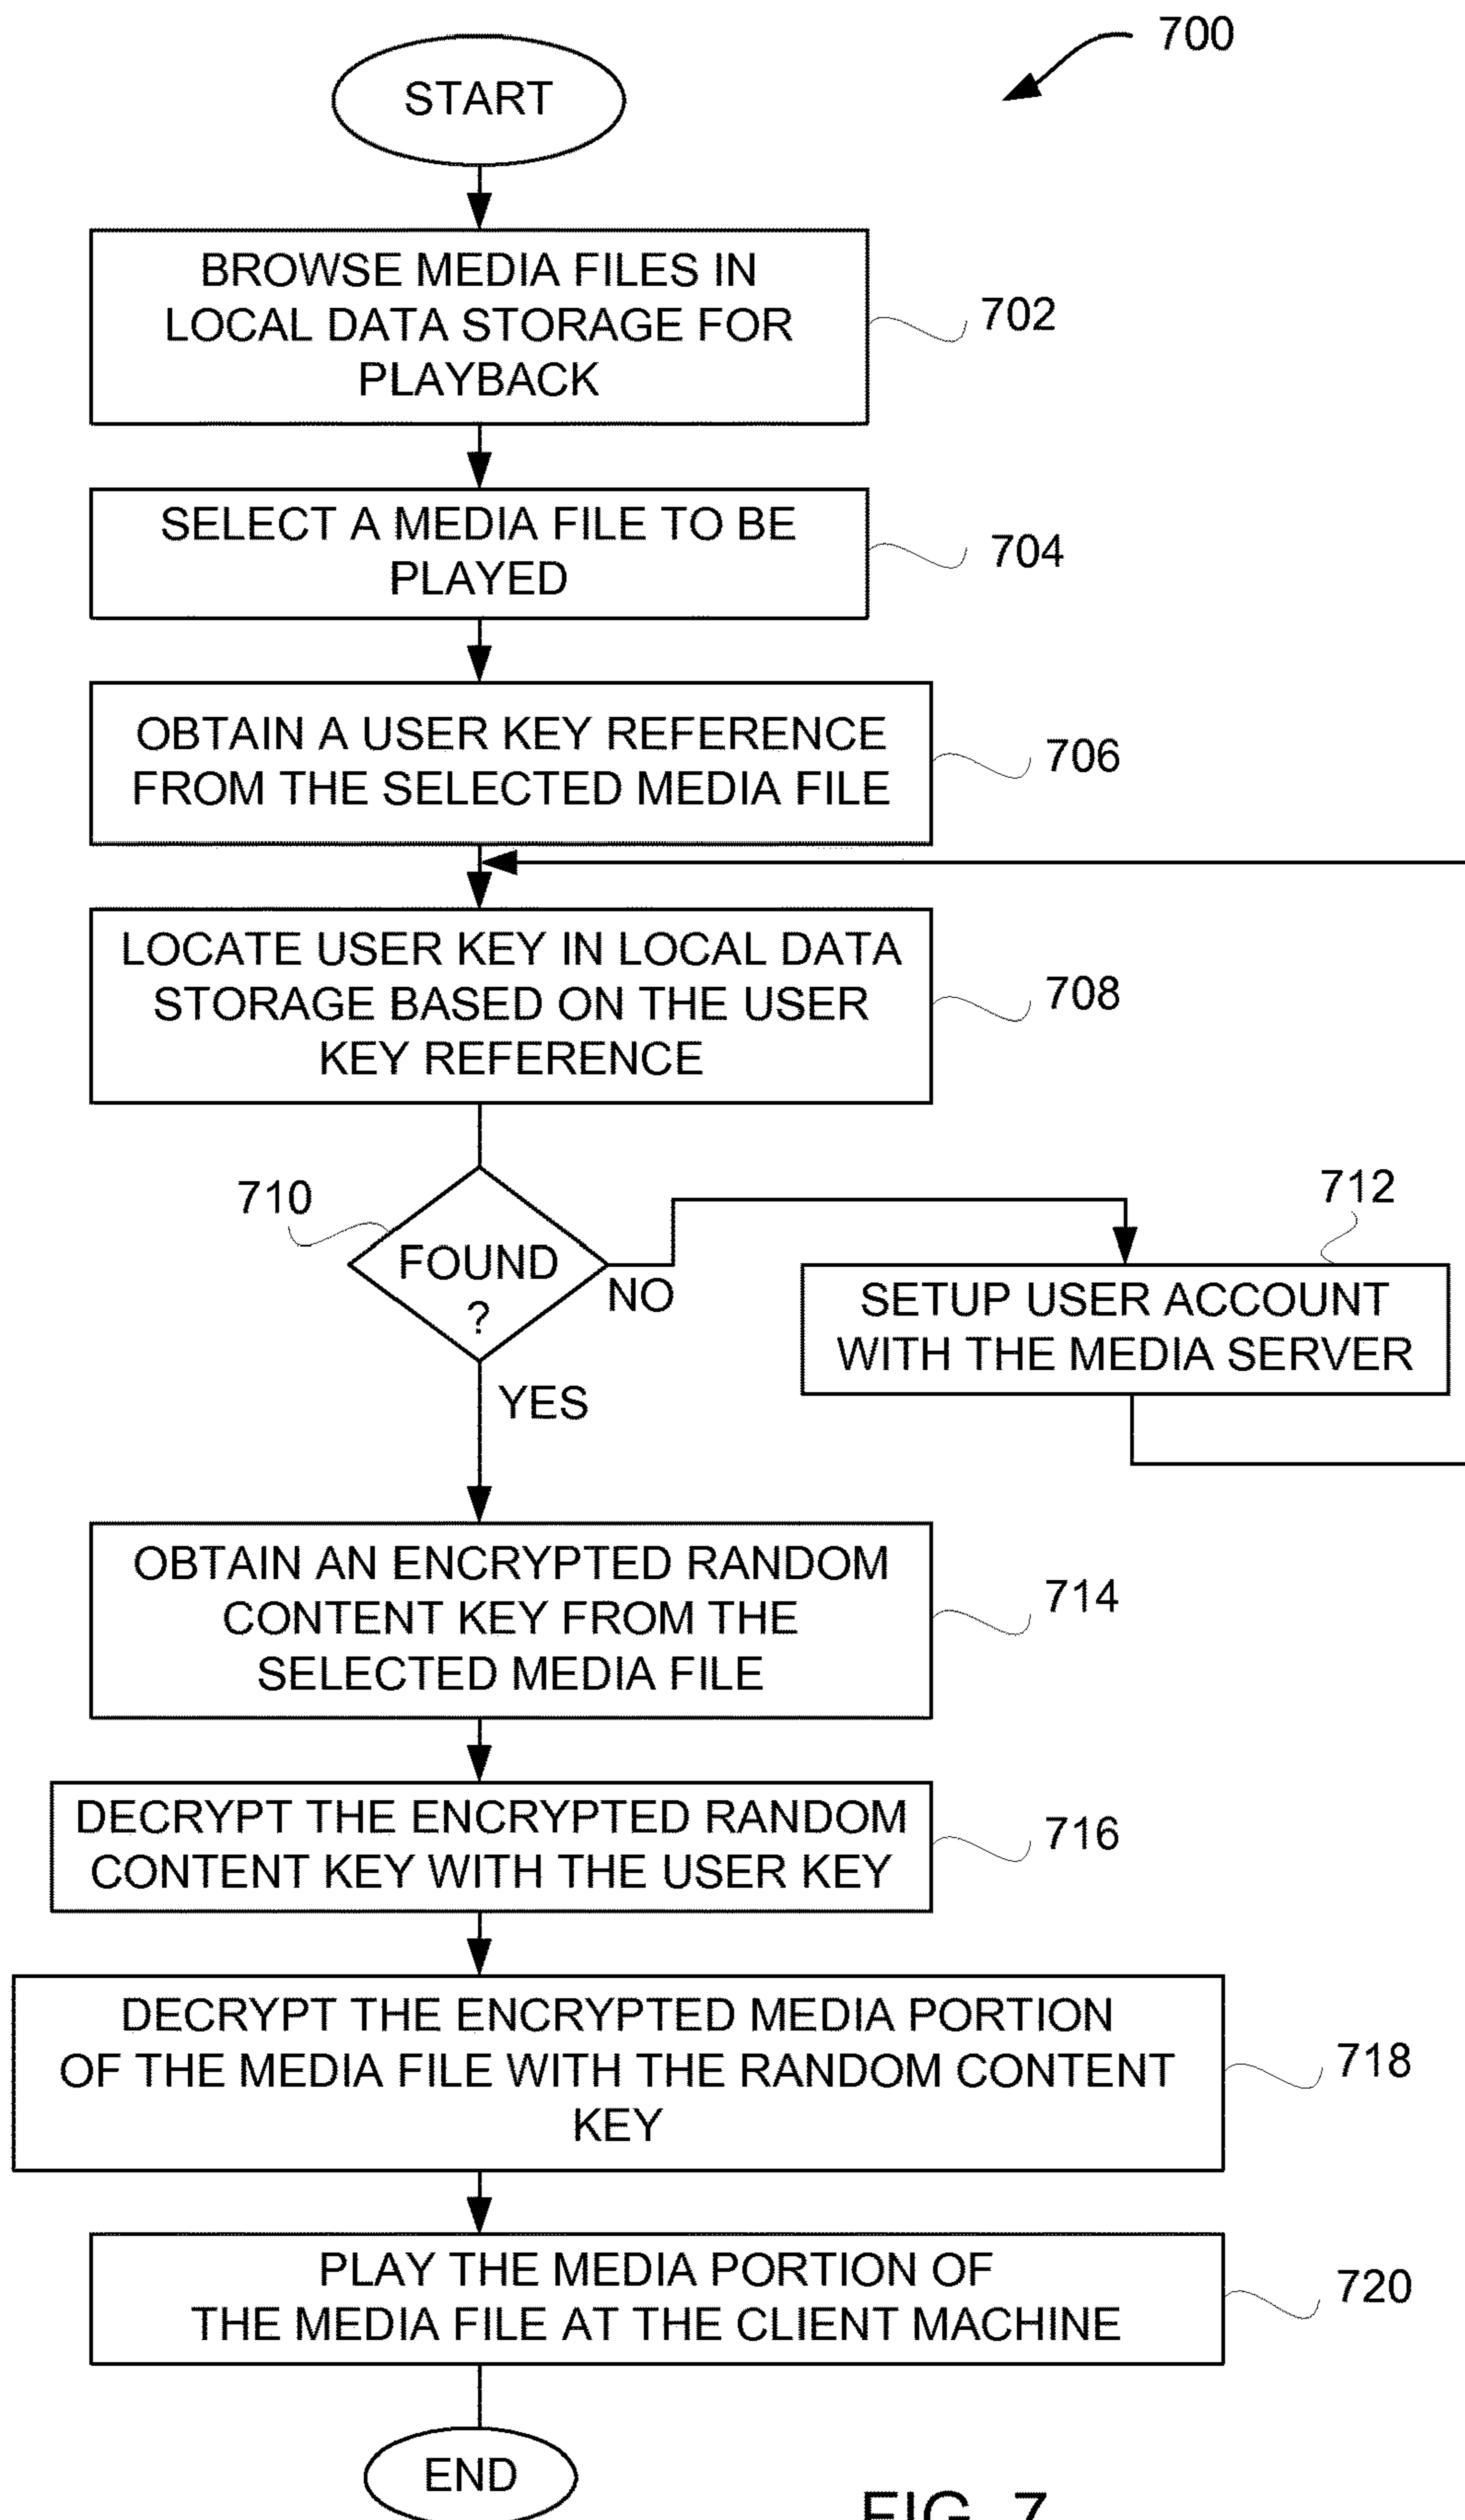 700
START
BROWSE MEDIA FILES IN
LOCAL DATA STORAGE FOR
PLAYBACK
702
SELECT A MEDIA FILE TO BE
PLAYED
704
OBTAIN A USER KEY REFERENCE
FROM THE SELECTED MEDIA FILE
706
LOCATE USER KEY IN LOCAL DATA
STORAGE BASED ON THE USER
KEY REFERENCE
708
710
FOUND
?
NO
YES
712
SETUP USER ACCOUNT
WITH THE MEDIA SERVER
OBTAIN AN ENCRYPTED RANDOM
CONTENT KEY FROM THE
SELECTED MEDIA FILE
714
DECRYPT THE ENCRYPTED RANDOM
CONTENT KEY WITH THE USER KEY
716
DECRYPT THE ENCRYPTED MEDIA PORTION
OF THE MEDIA FILE WITH THE RANDOM CONTENT
KEY
718
PLAY THE MEDIA PORTION OF
THE MEDIA FILE AT THE CLIENT MACHINE
720
END
FIG. 7